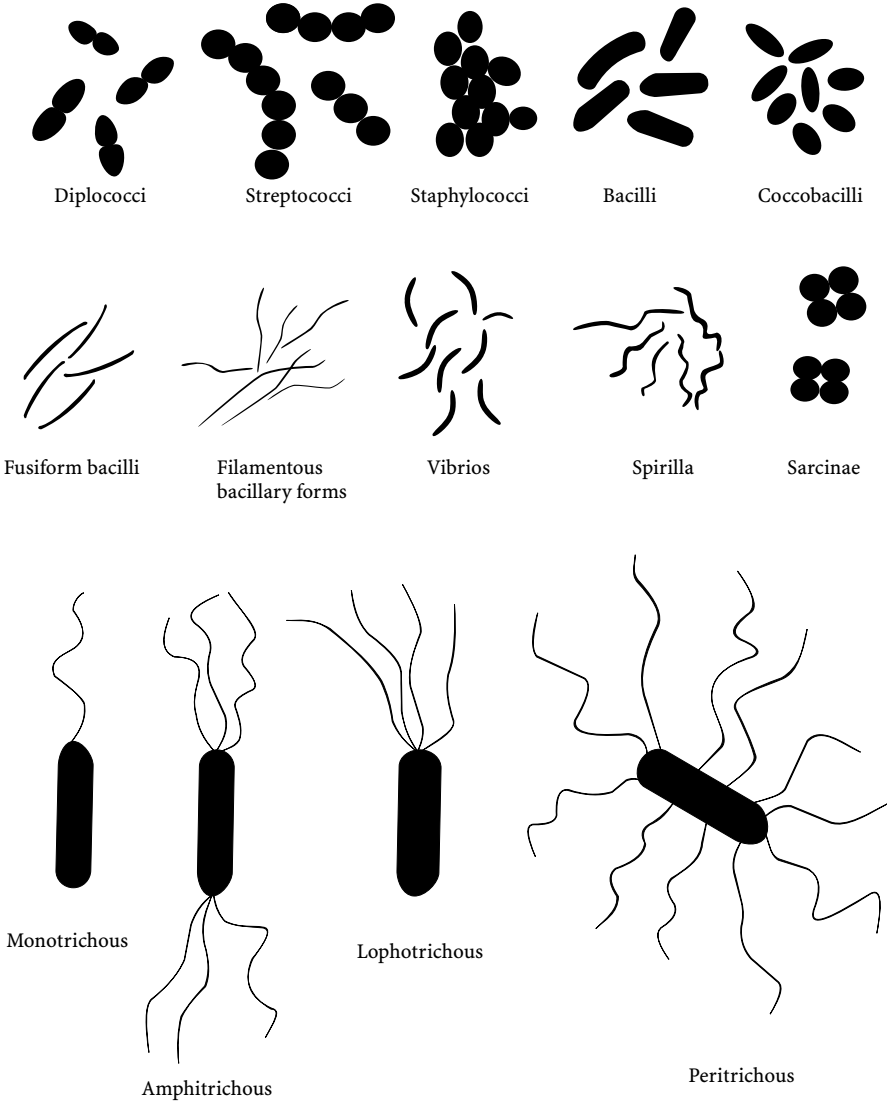 Diplococci
Streptococci
Staphylococci
Bacilli
Coccobacilli
Fusiform bacilli
Filamentous
bacillary forms
Vibrios
Spirilla
Sarcinae
Monotrichous
Lophotrichous
Amphitrichous
Peritrichous